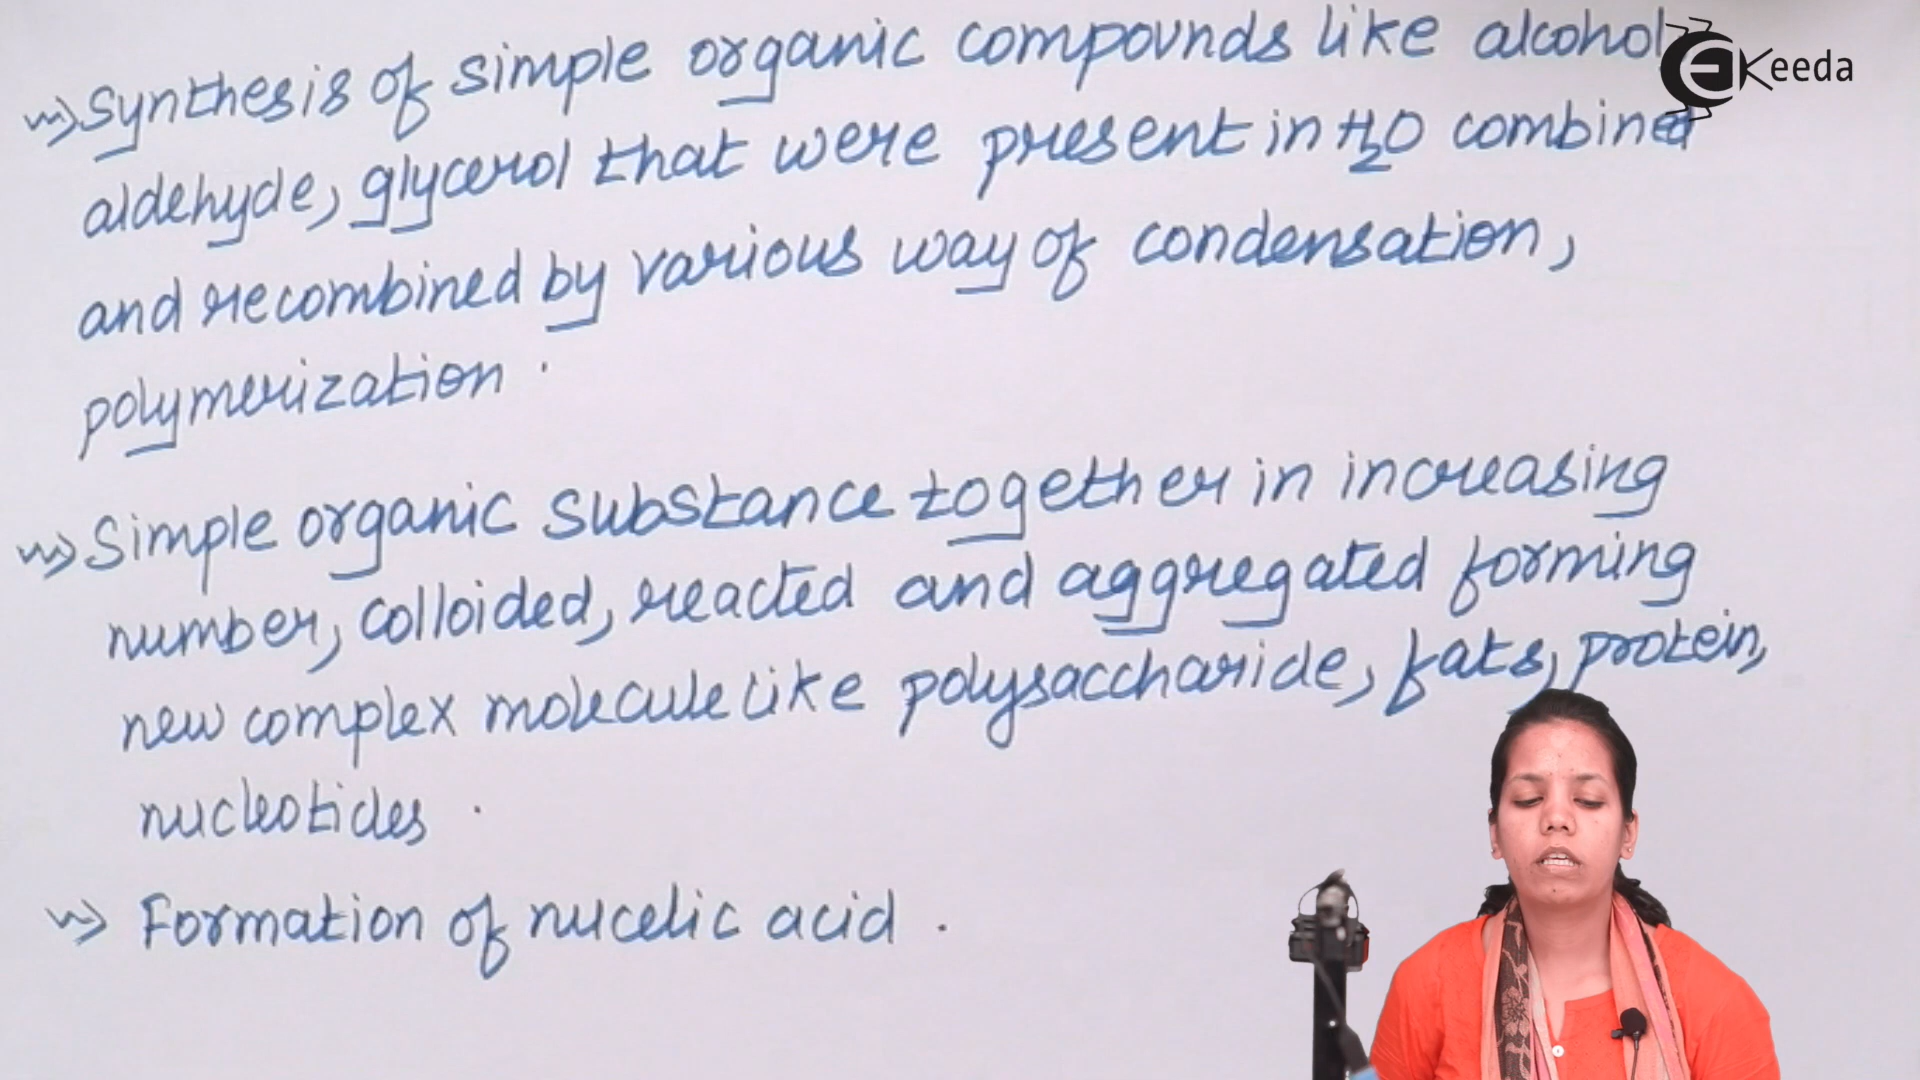 Synthesis of simple organic compounds like alcohol
EKeeda
aldehyde, glycerol that were present in H2O combined
and recombined by various way of condensation,
polymerization .
Simple organic substance together in increasing
number, colloided, reacted and aggregated forming
new complex molecule like polysaccharide, fats, protein,
nucleotides .
Formation of nucelic acid .